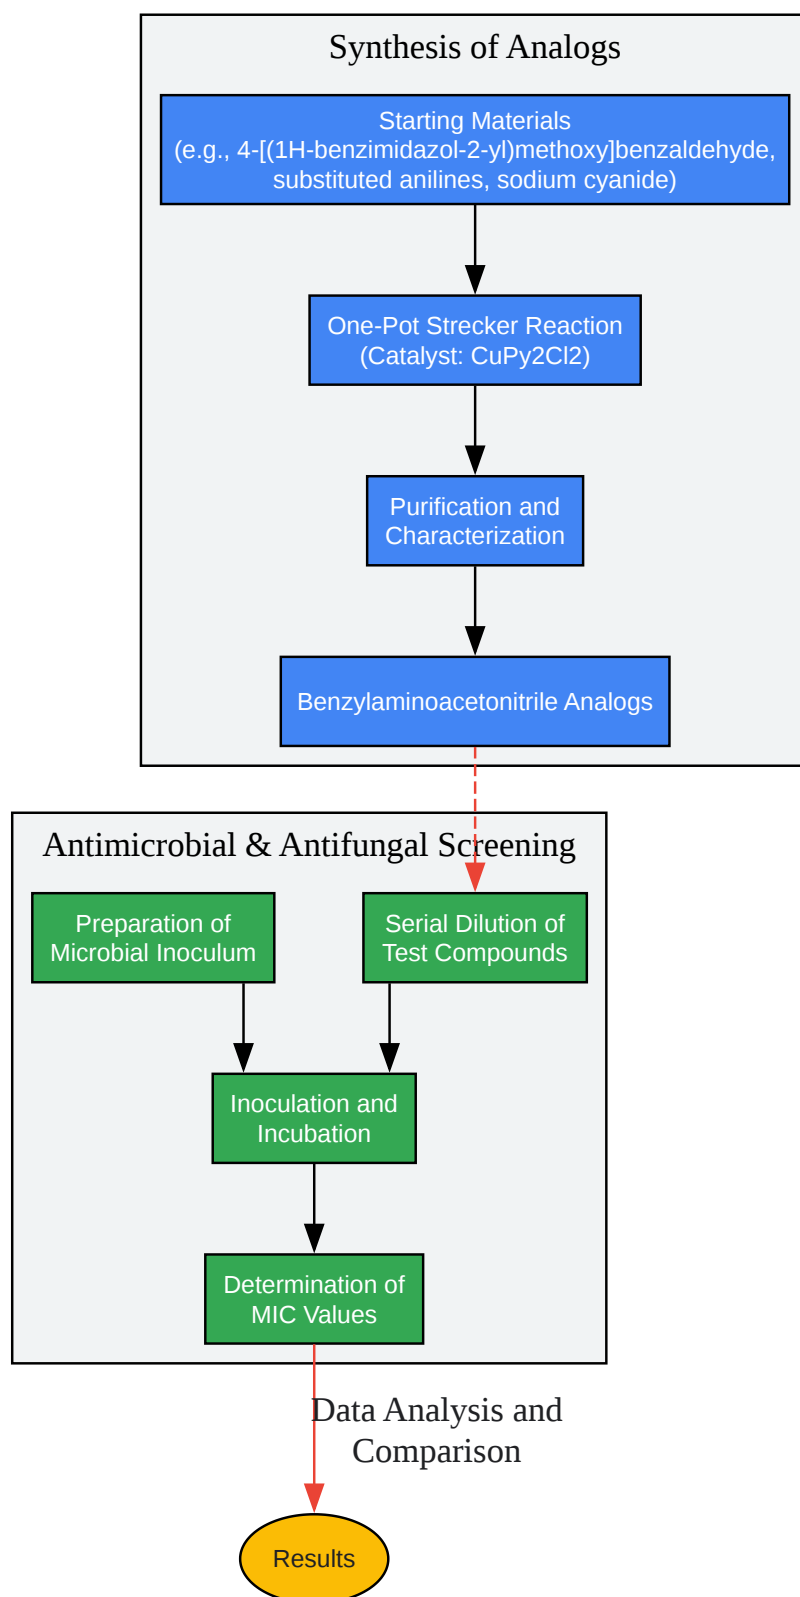 Synthesis of Analogs
Starting Materials
(e.g., 4-[(1H-benzimidazol-2-yl)methoxy]benzaldehyde,
substituted anilines, sodium cyanide)
One-Pot Strecker Reaction
(Catalyst: CuPy2Cl2)
Purification and
Characterization
Benzylaminoacetonitrile Analogs
Antimicrobial & Antifungal Screening
Preparation of
Microbial Inoculum
Serial Dilution of
Test Compounds
Inoculation and
Incubation
Determination of
MIC Values
Data Analysis and
Comparison
Results